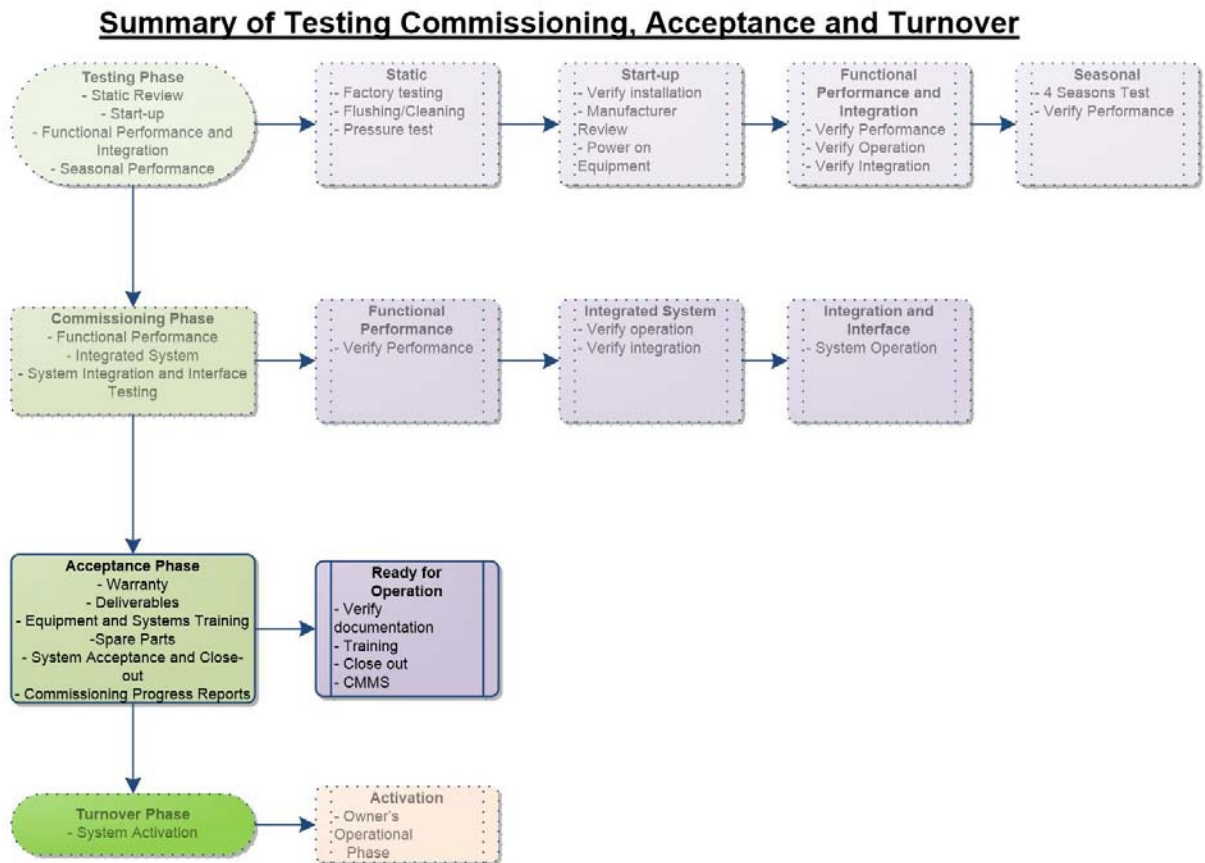 Summary of Testing Commissioning, Acceptance and Turnover
Testing Phase
- Static Review
- Start-up
- Functional Performance and
Integration
- Seasonal Performance
Static
- Factory testing
- Flushing/Cleaning
- Pressure test
Start-up
- Verify installation
- Manufacturer
Review
- Power on
Equipment
Functional
Performance and
Integration
- Verify Performance
- Verify Operation
- Verify Integration
Seasonal
- 4 Seasons Test
- Verify Performance
Commissioning Phase
- Functional Performance
- Integrated System
- System Integration and Interface
Testing
Functional
Performance
- Verify Performance
Integrated System
- Verify operation
- Verify integration
Integration and
Interface
- System Operation
Acceptance Phase
- Warranty
- Deliverables
- Equipment and Systems Training
-Spare Parts
- System Acceptance and Close-
out
- Commissioning Progress Reports
Ready for
Operation
- Verify
documentation
- Training
- Close out
- CMMS
Turnover Phase
- System Activation
Activation
- Owner's
Operational
Phase